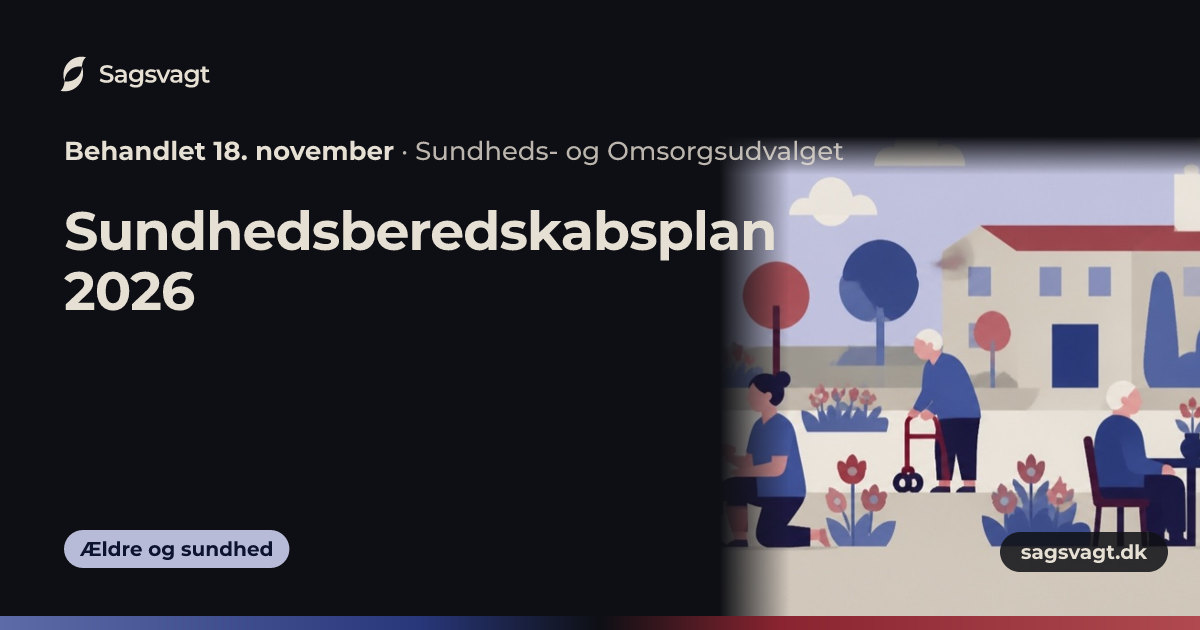 Sagsvagt
Behandlet 18. november · Sundheds- og Omsorgsudvalget
Sundhedsberedskabsplan
2026
Ældre og sundhed
sagsvagt.dk